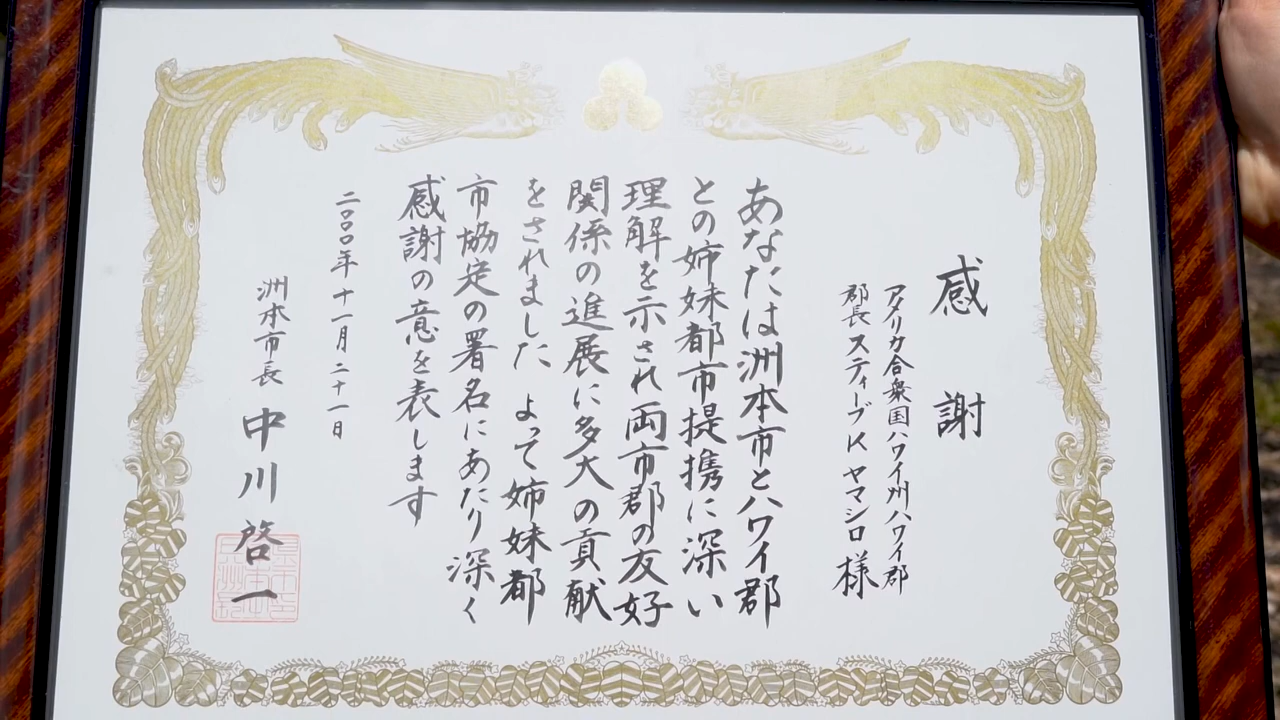 感謝
アメリカ合衆国ハワイ州ハワイ郡
郡長スティーブKヤマシロ様
あなたは洲本市とハワイ郡
との姉妹都市提携に深い
理解を示され両市郡の友好
関係の進展に多大の貢献
をされました よって姉妹都
市協定の署名にあたり深く
感謝の意を表します
二〇〇〇年十一月二十一日
洲本市長 中川啓一